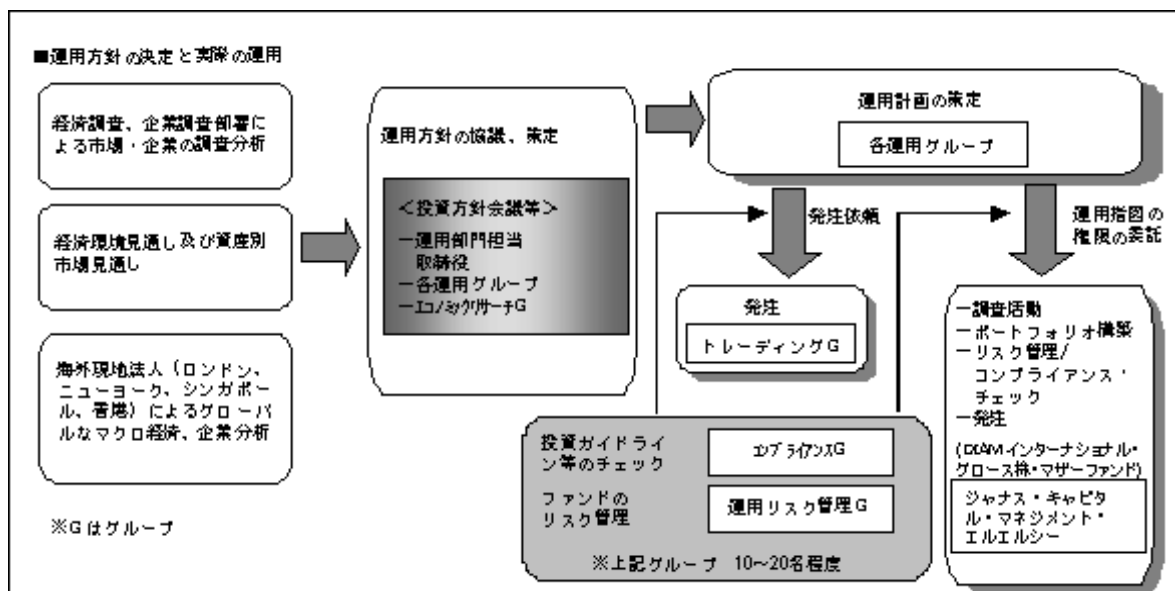 ■運用方針の決定と実際の運用
経済調査、企業調査部署に
よる市場・企業の調査分析
経済環境見通し及び資産別
市場見通し
海外現地法人（ロンドン、
ニューヨーク、シンガポー
ル、香港）によるグローバ
ルなマクロ経済、企業分析
※Gはグループ
運用方針の協議、策定
＜投資方針会議等＞
―運用部門担当
取締役
―各運用グループ
―エコノミックリサーチG
運用計画の策定
各運用グループ
発注依頼
運用指図の
権限の委託
発注
トレーディングG
投資ガイドライ
ン等のチェック
コンプライアンスG
ファンドの
リスク管理
運用リスク管理G
※上記グループ 10～20名程度
―調査活動
―ポートフォリオ構築
―リスク管理/
コンプライアンス・
チェック
―発注
(DIAMインターナショナル・
グロース株・マザーファンド)
ジャナス・キャピタ
ル・マネジメント・
エルエルシー